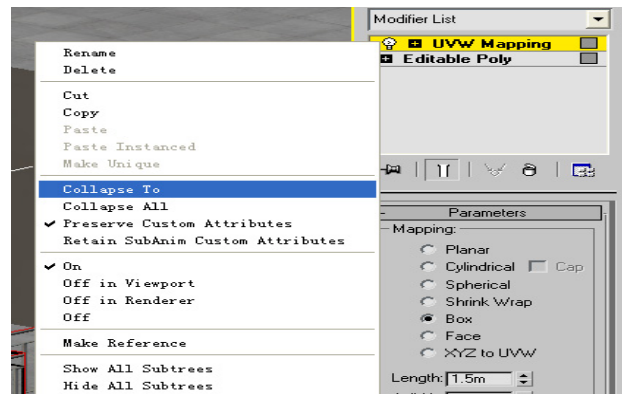 Rename
Delete
Cut
Copy
Paste
Paste Instanced
Make Unique
Collapse To
Collapse All
Preserve Custom Attributes
Retain SubAnim Custom Attributes
On
Off in Viewport
Off in Renderer
Off
Make Reference
Show All Subtrees
Hide All Subtrees
Modifier List
UVW Mapping
Editable Poly
- Parameters
Mapping:
Planar
Cylindrical Cap
Spherical
Shrink Wrap
Box
Face
XYZ to UVW
Length: 1.5m